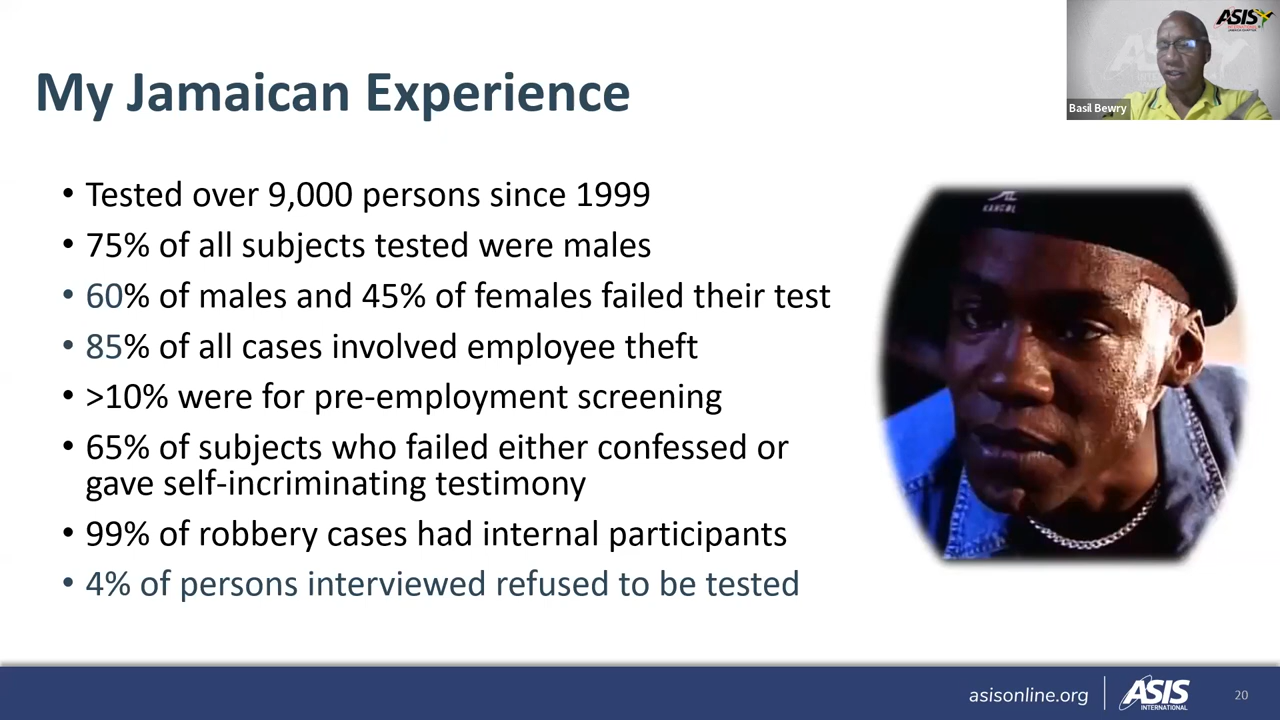 ASIS
INTERNATIONAL
Basil Bewry
My Jamaican Experience
• Tested over 9,000 persons since 1999
• 75% of all subjects tested were males
• 60% of males and 45% of females failed their test
• 85% of all cases involved employee theft
• >10% were for pre-employment screening
• 65% of subjects who failed either confessed or
gave self-incriminating testimony
• 99% of robbery cases had internal participants
• 4% of persons interviewed refused to be tested
KANGOL
asisonline.org
ASIS
INTERNATIONAL
20